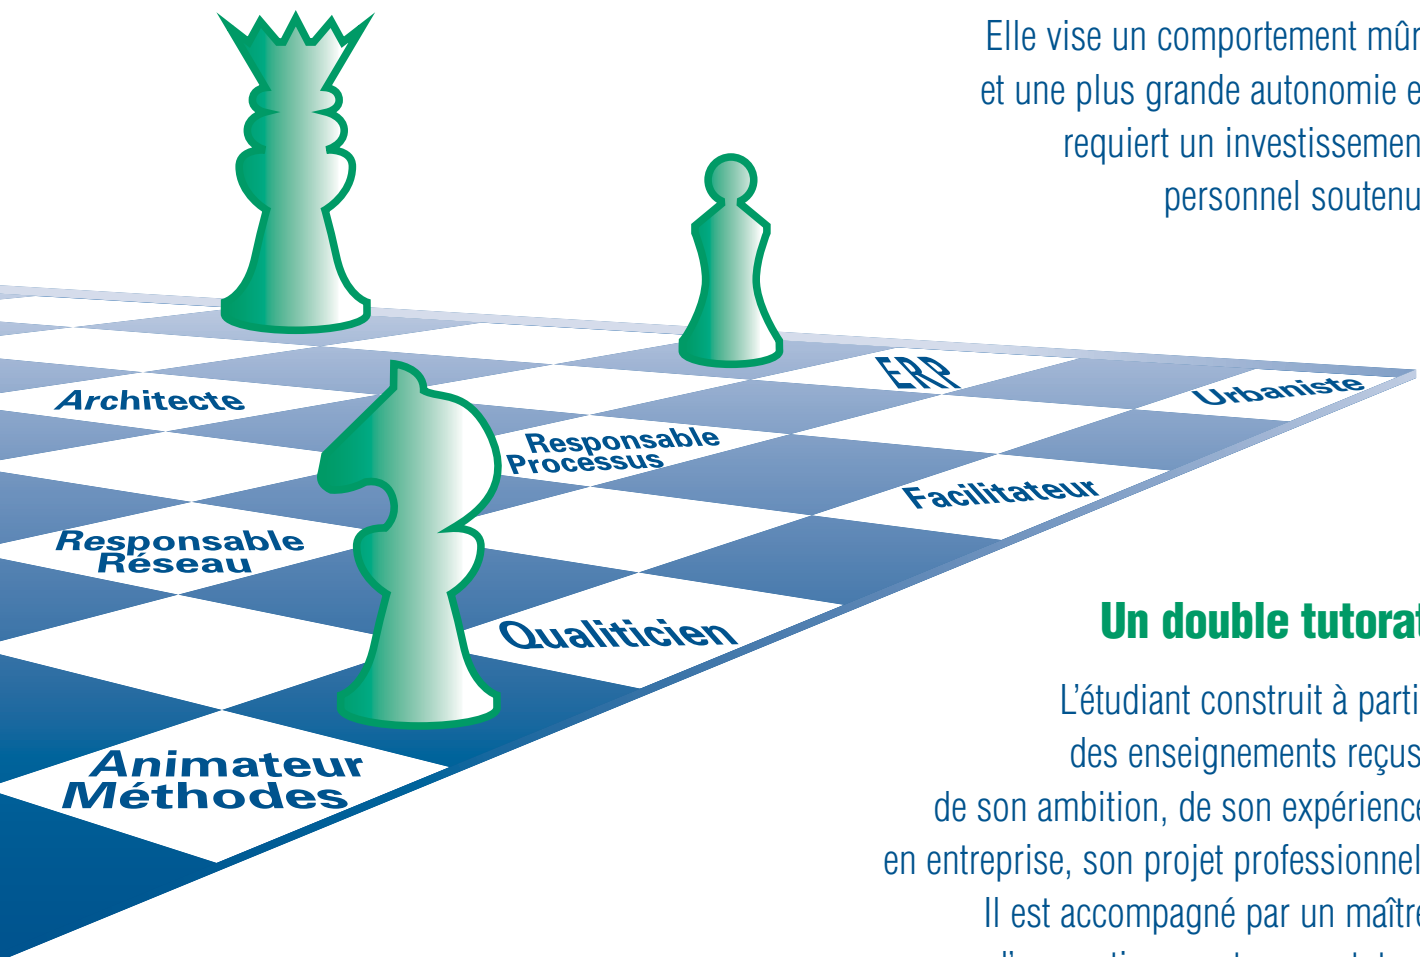 Elle vise un comportement mûr
et une plus grande autonomie e
requiert un investissemen
personnel soutenu
ERP
Urbaniste
Architecte
Responsable
Processus
Facilitateur
Responsable
Réseau
Qualiticien
Animateur
Méthodes
Un double tutorat
L'étudiant construit à parti
des enseignements reçus
de son ambition, de son expérience
en entreprise, son projet professionnel
Il est accompagné par un maître